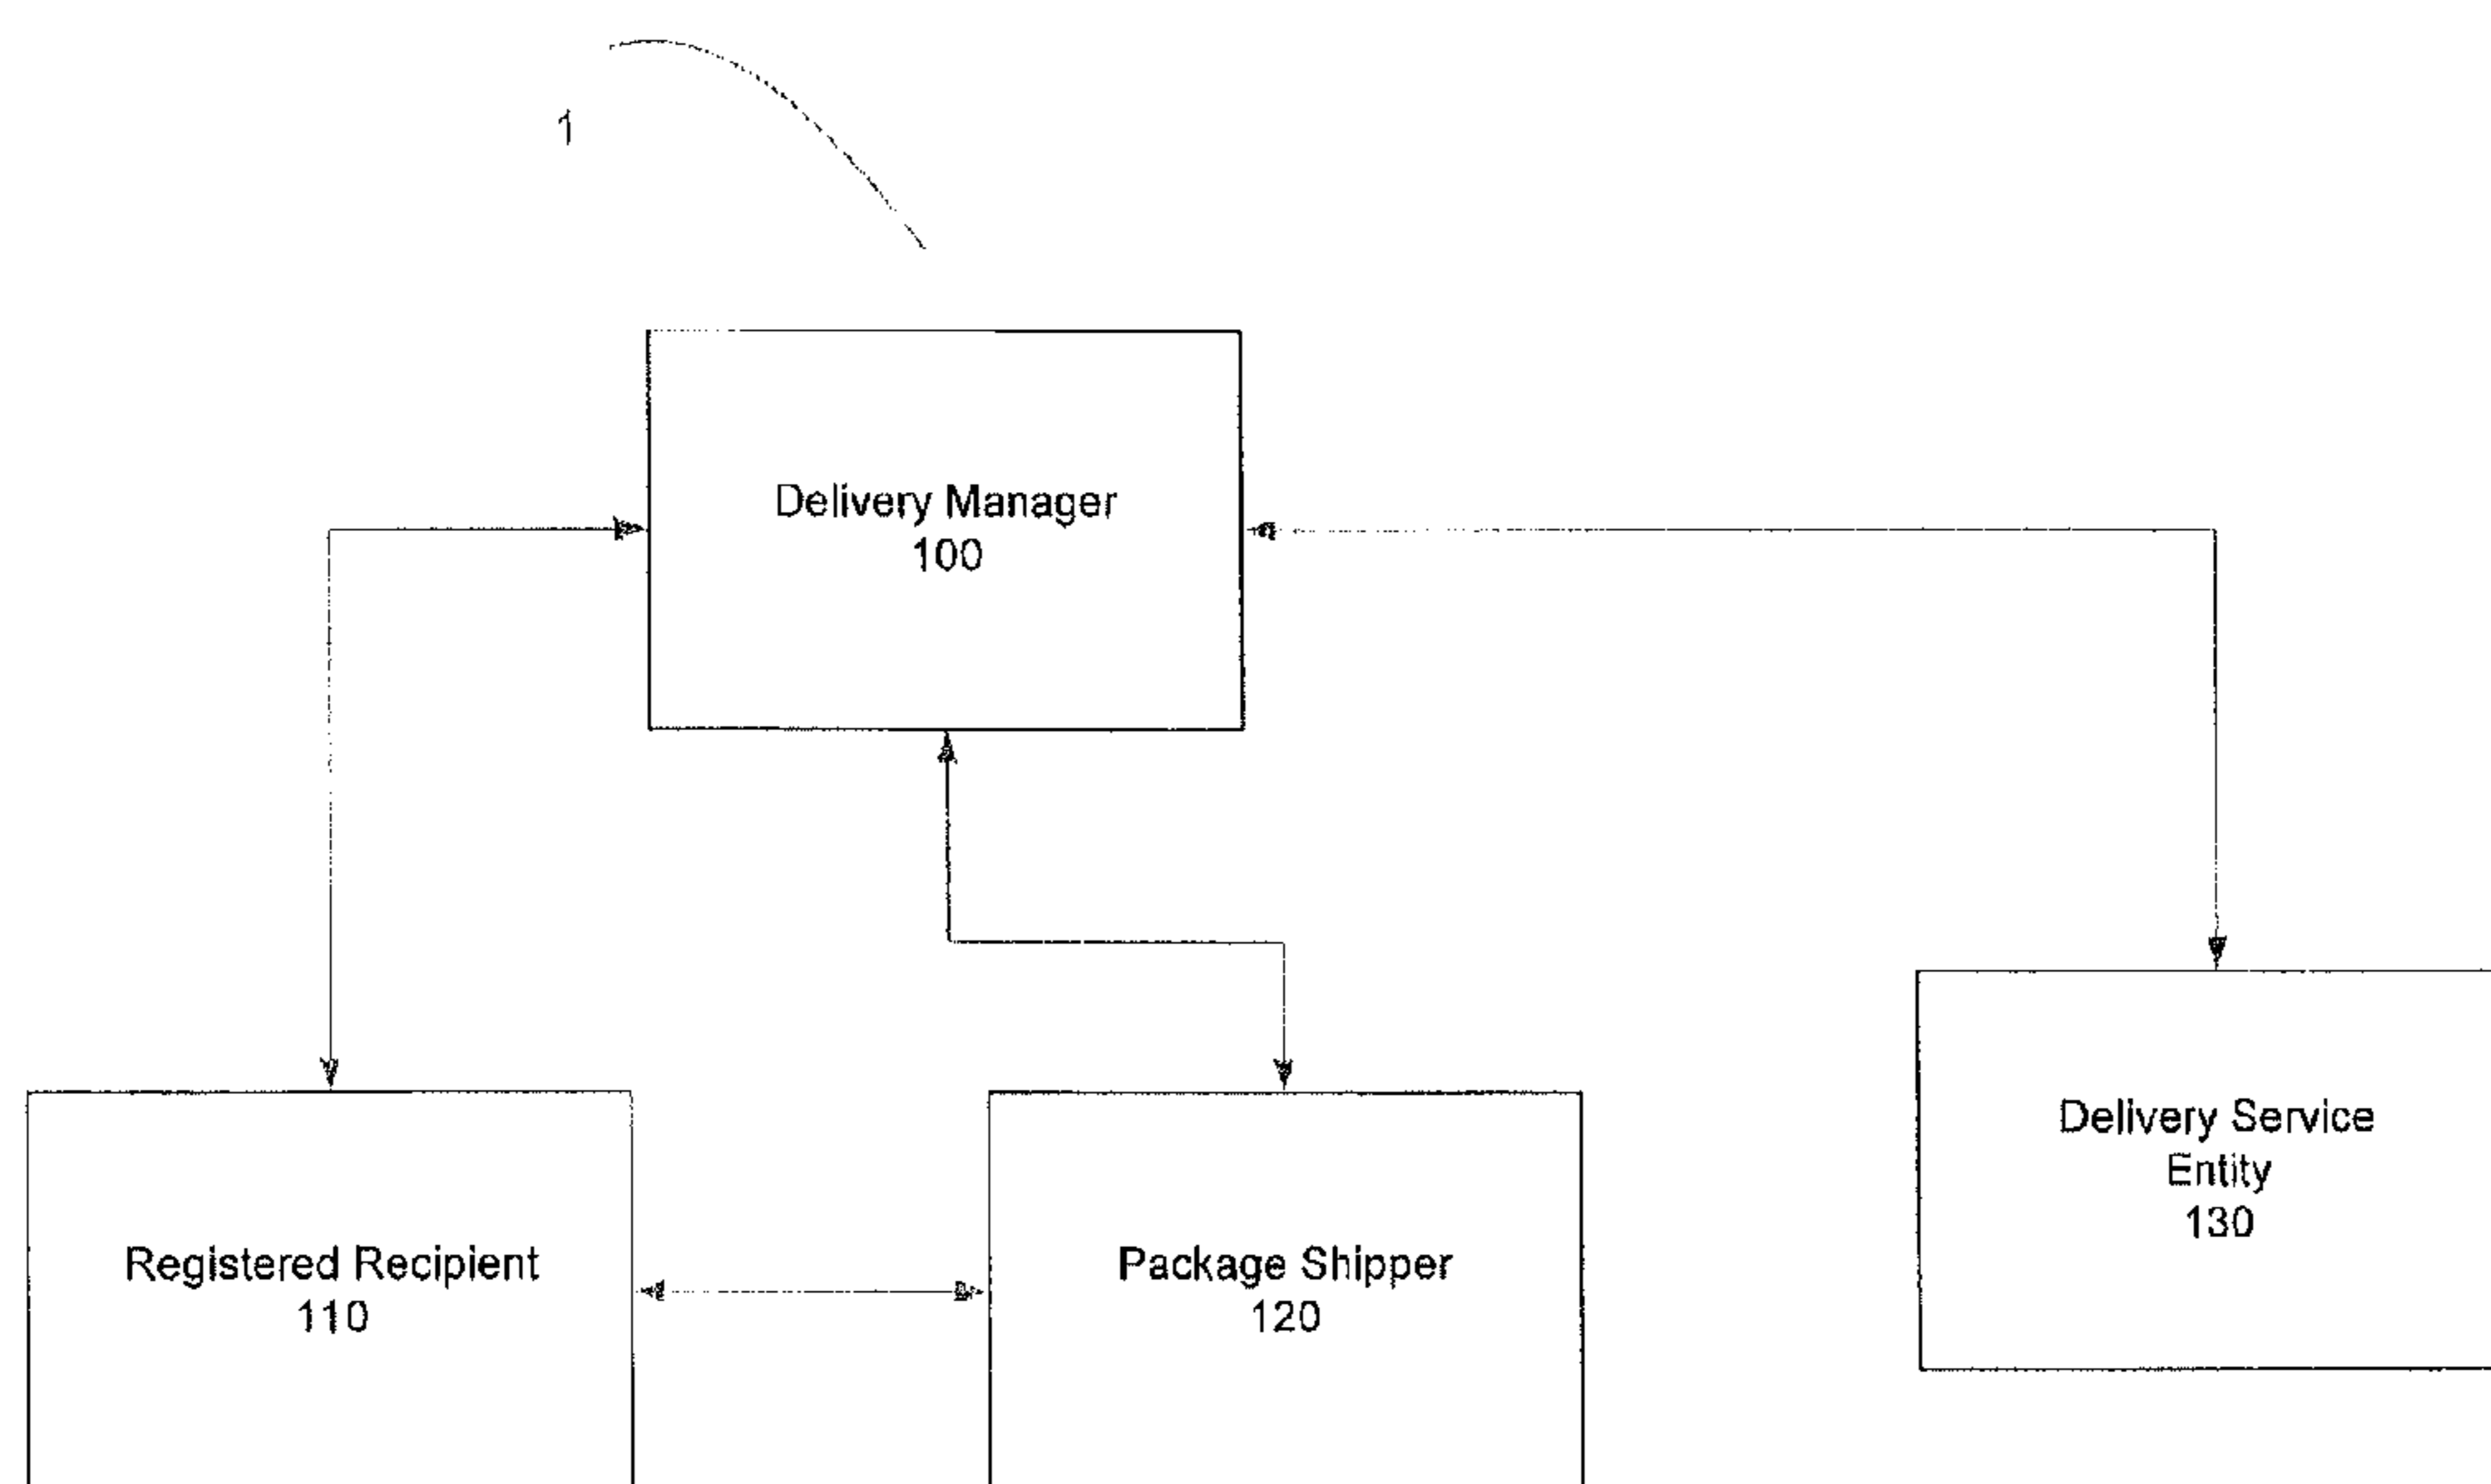 1
Delivery Manager
100
Delivery Service
Entity
130
Registered Recipient
110
Package Shipper
120